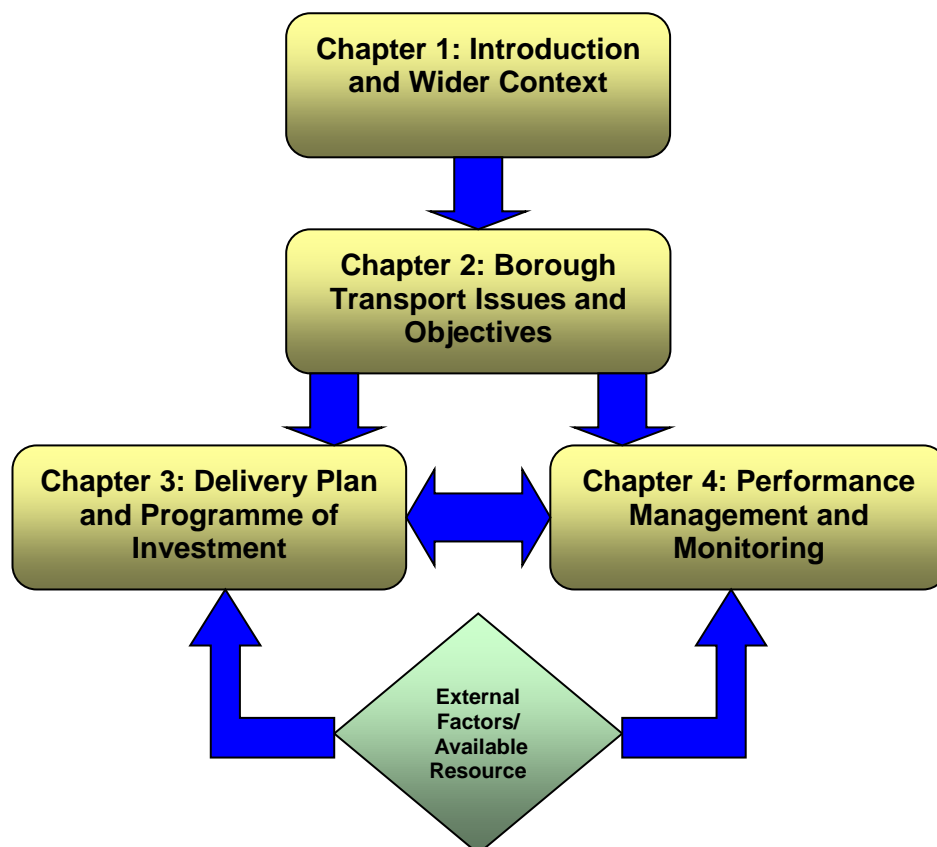 Chapter 1: Introduction
and Wider Context
Chapter 2: Borough
Transport Issues and
Objectives
Chapter 3: Delivery Plan
and Programme of
Investment
Chapter 4: Performance
Management and
Monitoring
External
Factors/
Available
Resource